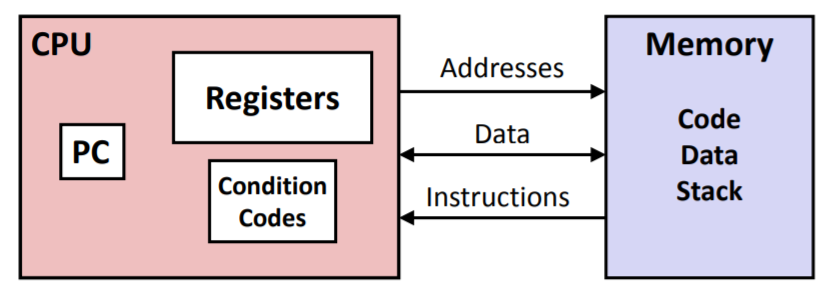 CPU
Registers
PC
Condition
Codes
Addresses
Data
Instructions
Memory
Code
Data
Stack